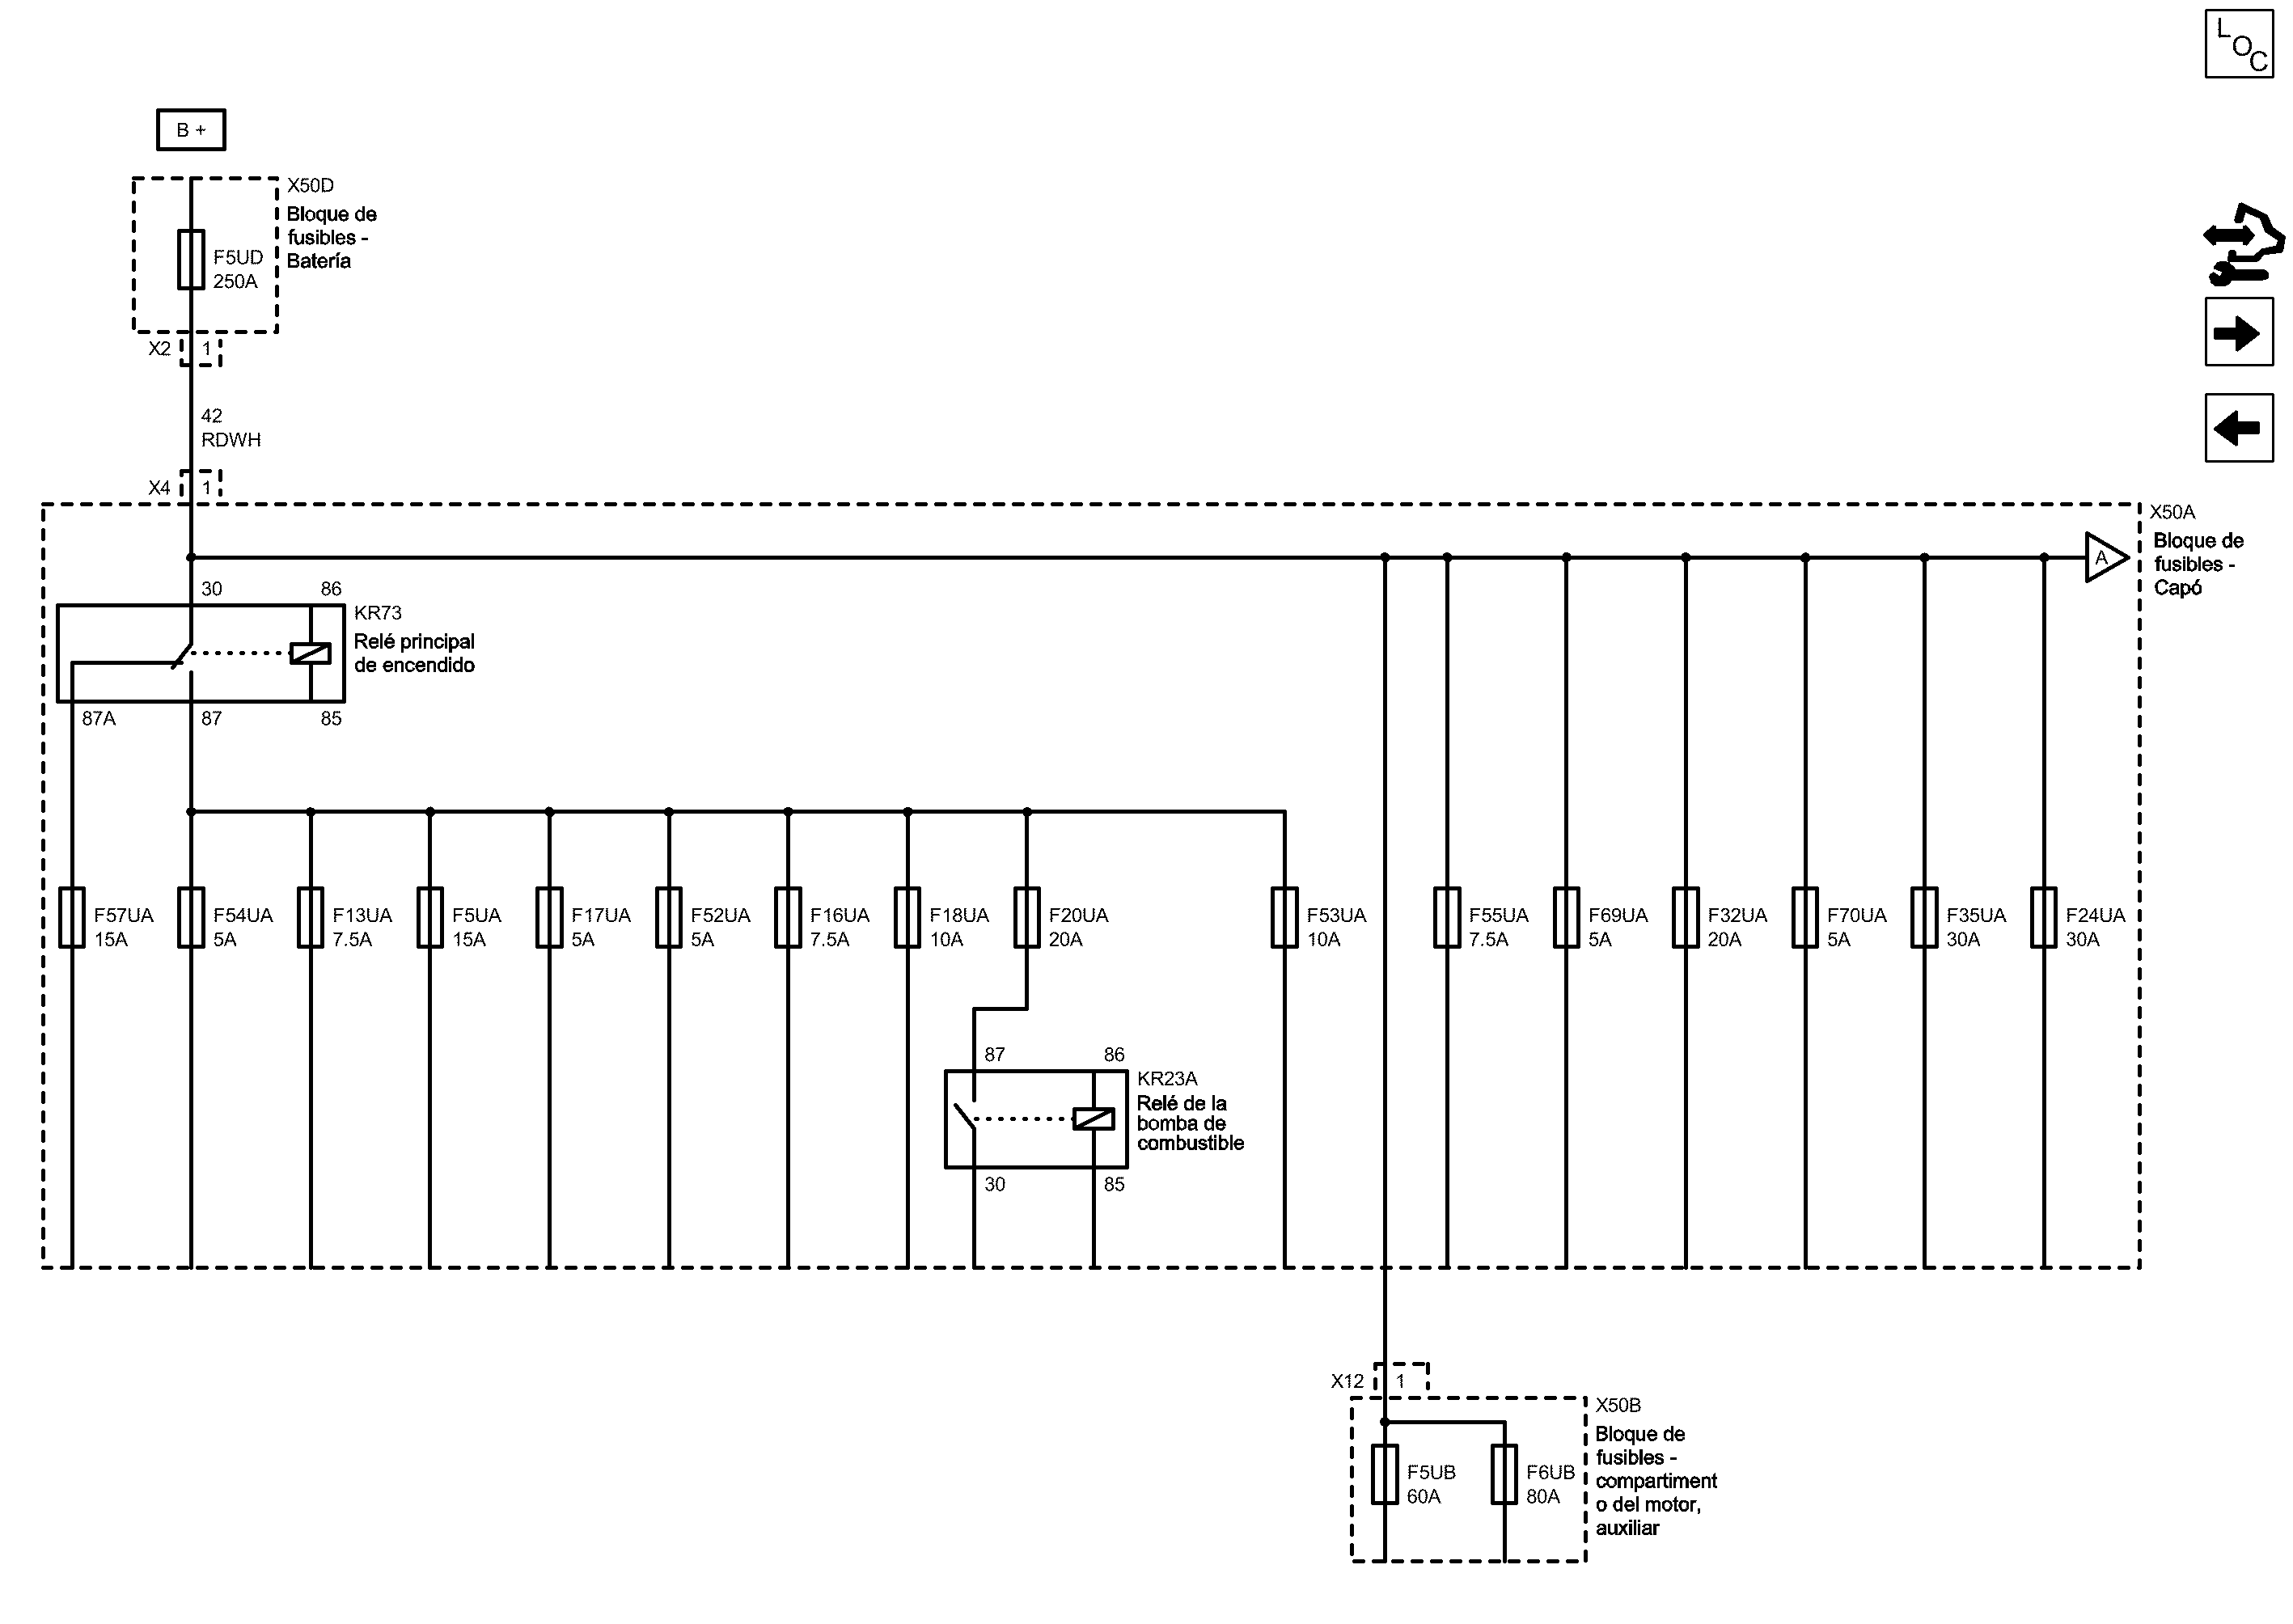 L
O
C
B +
X50D
Bloque de
fusibles -
Batería
F5UD
250A
X2 1
42
RDWH
X4 1
X50A
Bloque de
fusibles -
Capó
A
30 86
KR73
Relé principal
de encendido
87A 87 85
F57UA
15A
F54UA
5A
F13UA
7.5A
F5UA
15A
F17UA
5A
F52UA
5A
F16UA
7.5A
F18UA
10A
F20UA
20A
F53UA
10A
F55UA
7.5A
F69UA
5A
F32UA
20A
F70UA
5A
F35UA
30A
F24UA
30A
87 86
KR23A
Relé de la
bomba de
combustible
30 85
X12 1
X50B
Bloque de
fusibles -
compartiment
o del motor,
auxiliar
F5UB
60A
F6UB
80A